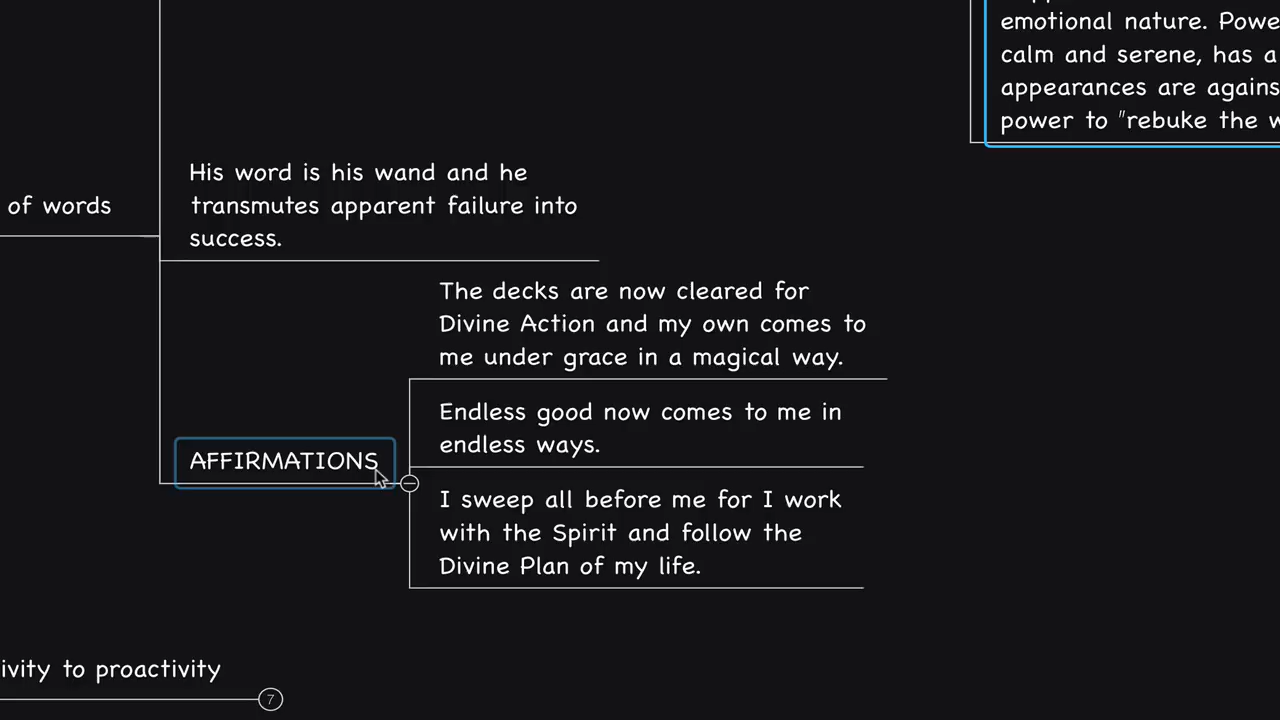 emotional nature.
calm and serene, has a
appearances are
power to "rebuke the
His word is his wand and he
transmutes apparent failure into
success.
of words
The decks are now cleared for
Divine Action and my own comes to
me under grace in a magical way.
Endless good now comes to me in
endless ways.
AFFIRMATIONS
I sweep all before me for I work
with the Spirit and follow the
Divine Plan of my life.
to proactivity
7